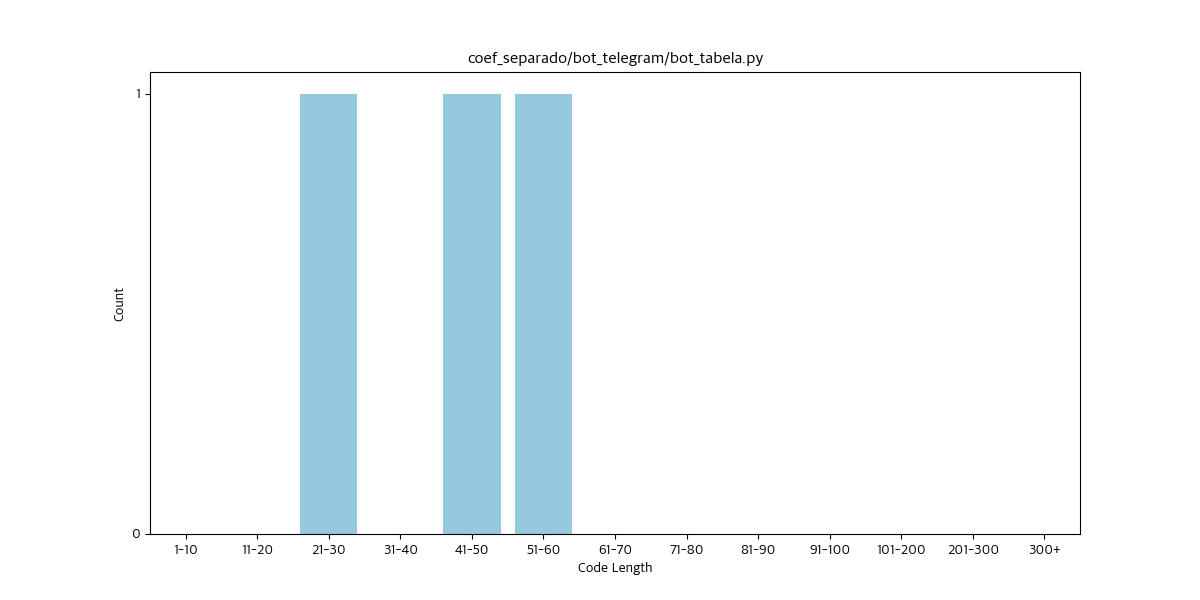 coef_separado/bot_telegram/bot_tabela.py
1
Count
0
1-10 11-20 21-30 31-40 41-50 51-60 61-70 71-80 81-90 91-100 101-200 201-300 300+
Code Length